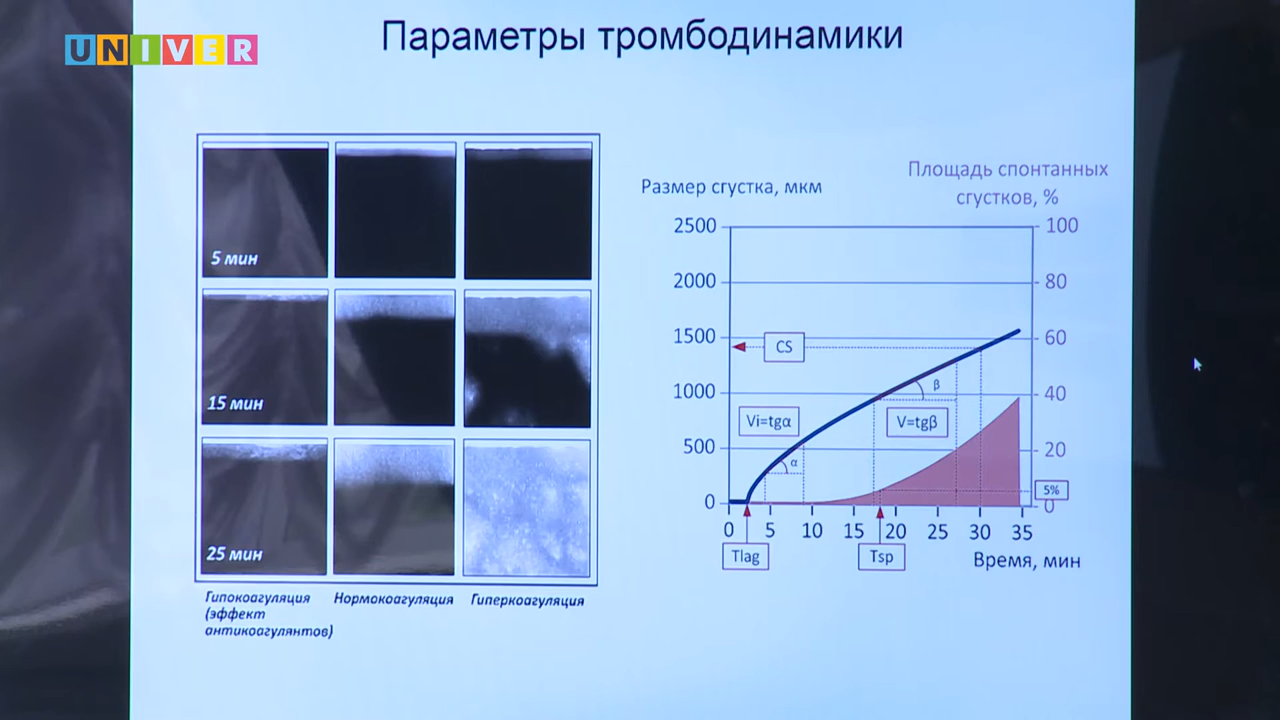 UNIVER
Параметры тромбодинамики
5 мин
15 мин
25 мин
Гипокоагуляция
(эффект
антикоагулянтов)
Нормокоагуляция
Гиперкоагуляция
Размер сгустка, мкм
Площадь спонтанных
сгустков, %
2500
2000
1500
1000
500
0
100
80
60
40
20
0
CS
Vi=tgα
α
V=tgβ
β
5%
0 5 10 15 20 25 30 35
Tlag
Tsp
Время, мин